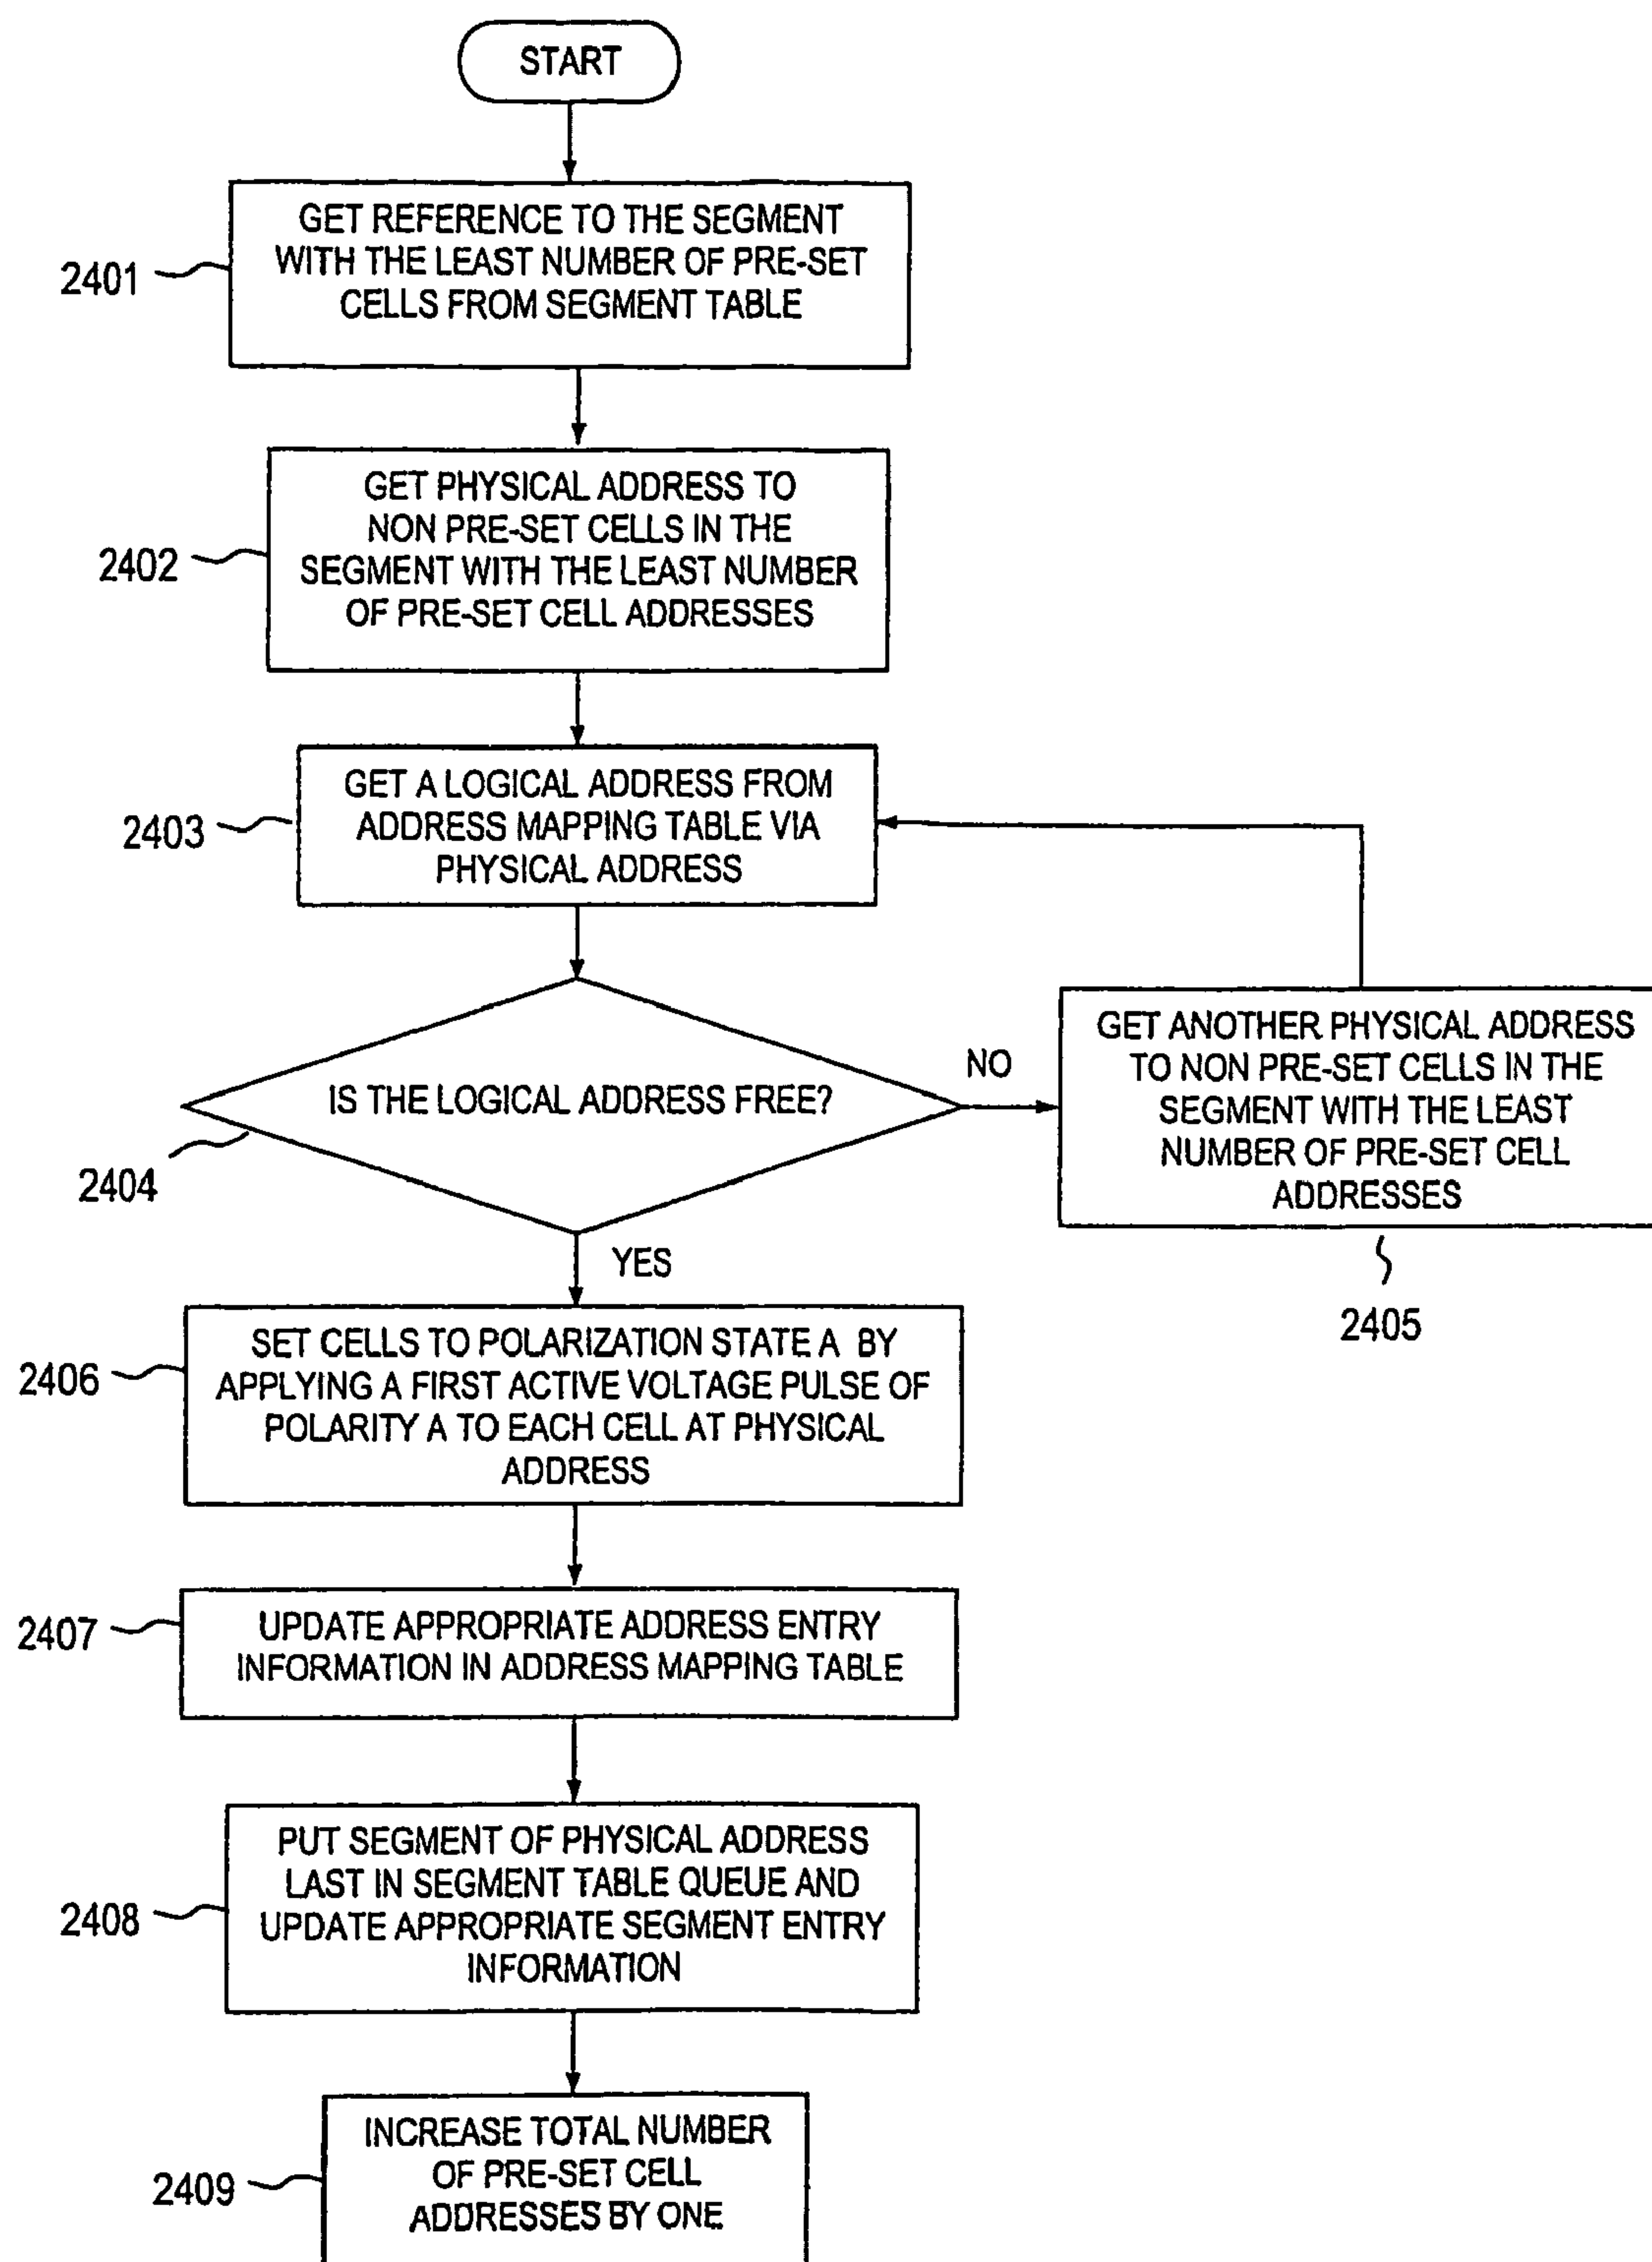 START
GET REFERENCE TO THE SEGMENT
WITH THE LEAST NUMBER OF PRE-SET
CELLS FROM SEGMENT TABLE
2401
GET PHYSICAL ADDRESS TO
NON PRE-SET CELLS IN THE
SEGMENT WITH THE LEAST NUMBER
OF PRE-SET CELL ADDRESSES
2402
GET A LOGICAL ADDRESS FROM
ADDRESS MAPPING TABLE VIA
PHYSICAL ADDRESS
2403
IS THE LOGICAL ADDRESS FREE?
2404
NO
GET ANOTHER PHYSICAL ADDRESS
TO NON PRE-SET CELLS IN THE
SEGMENT WITH THE LEAST
NUMBER OF PRE-SET CELL
ADDRESSES
2405
YES
SET CELLS TO POLARIZATION STATE A BY
APPLYING A FIRST ACTIVE VOLTAGE PULSE OF
POLARITY A TO EACH CELL AT PHYSICAL
ADDRESS
2406
UPDATE APPROPRIATE ADDRESS ENTRY
INFORMATION IN ADDRESS MAPPING TABLE
2407
PUT SEGMENT OF PHYSICAL ADDRESS
LAST IN SEGMENT TABLE QUEUE AND
UPDATE APPROPRIATE SEGMENT ENTRY
INFORMATION
2408
INCREASE TOTAL NUMBER
OF PRE-SET CELL
ADDRESSES BY ONE
2409